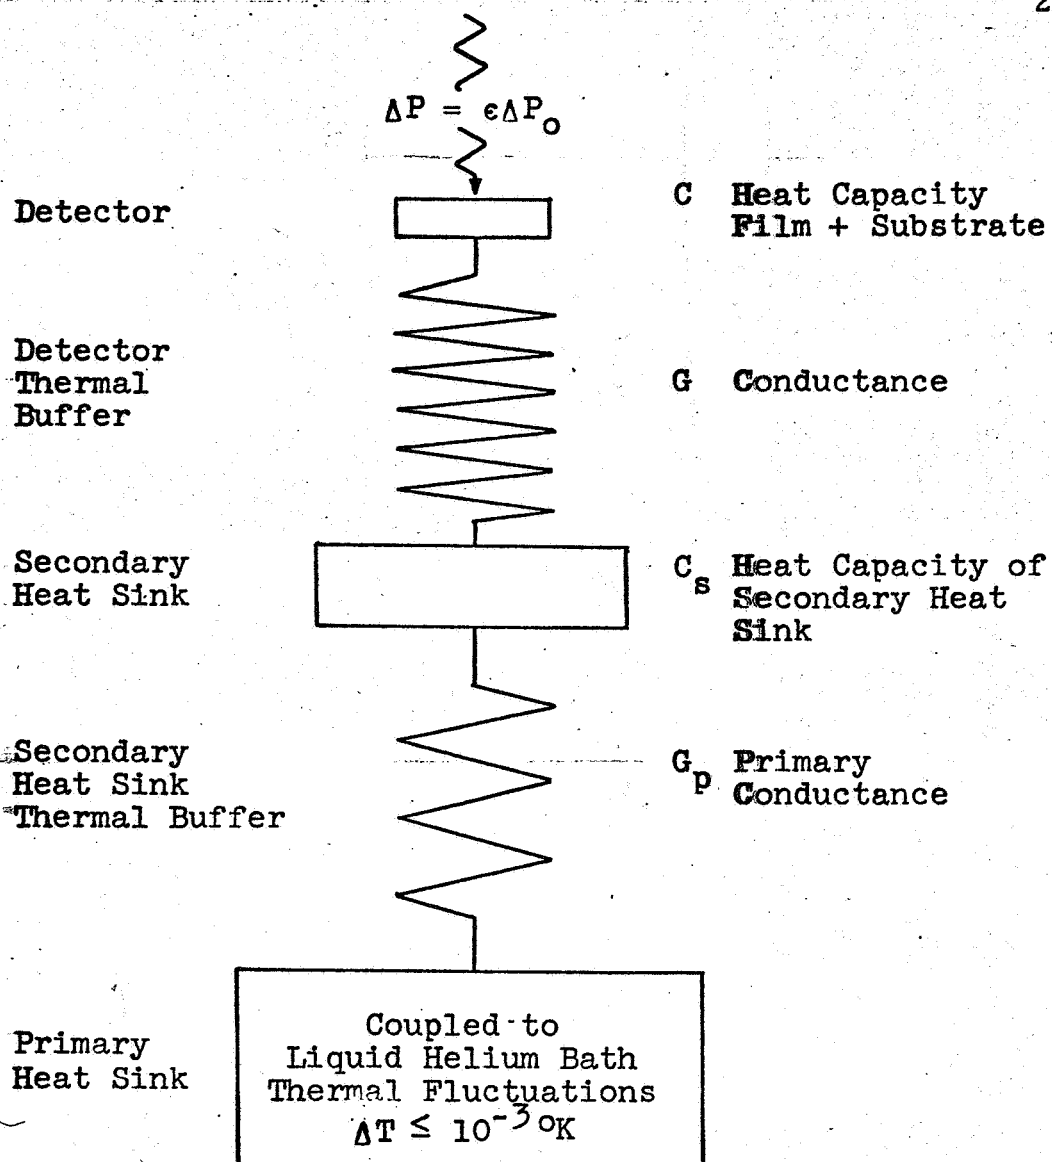 2
ΔP = εΔP₀
Detector
C Heat Capacity
Film + Substrate
Detector
Thermal
Buffer
G Conductance
Secondary
Heat Sink
Cₛ Heat Capacity of
Secondary Heat
Sink
Secondary
Heat Sink
Thermal Buffer
Gₚ Primary
Conductance
Primary
Heat Sink
Coupled to
Liquid Helium Bath
Thermal Fluctuations
ΔT ≤ 10⁻³ °K